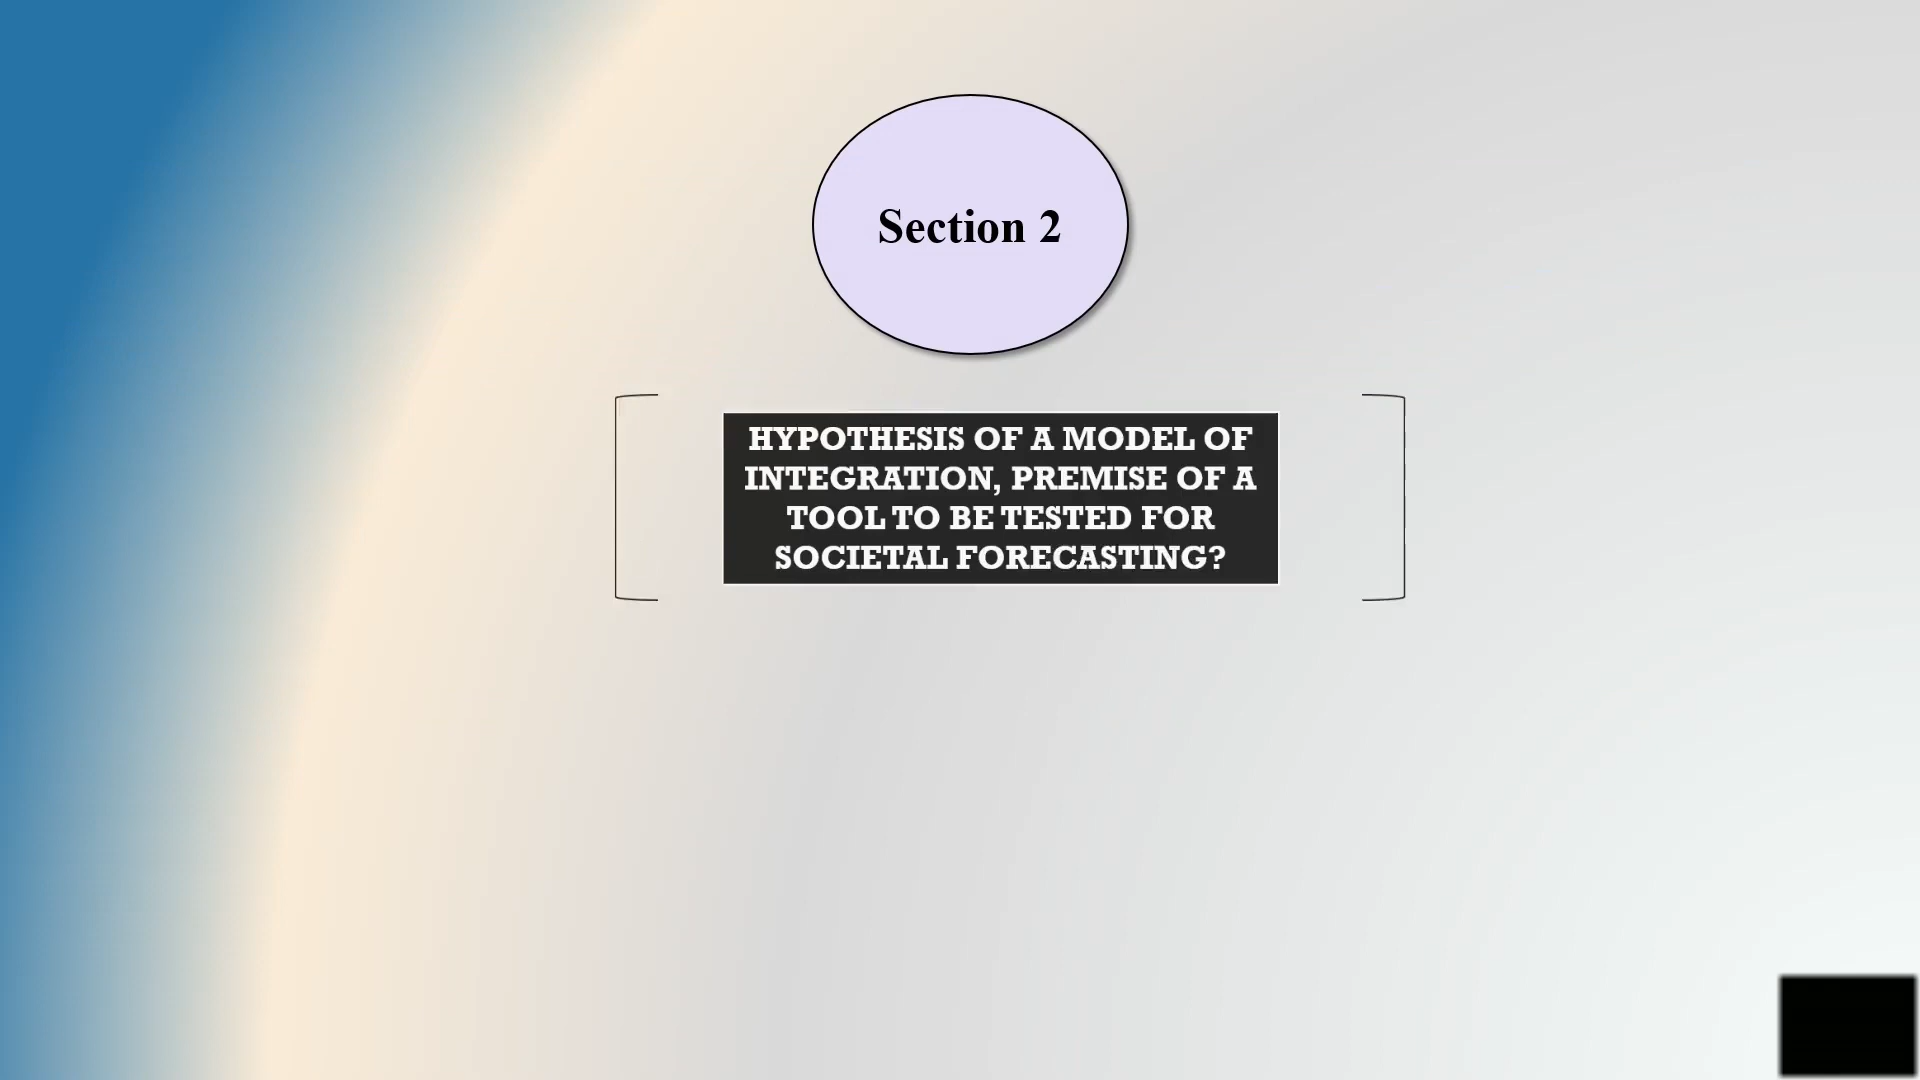 Section 2
HYPOTHESIS OF A MODEL OF
INTEGRATION, PREMISE OF A
TOOL TO BE TESTED FOR
SOCIETAL FORECASTING?